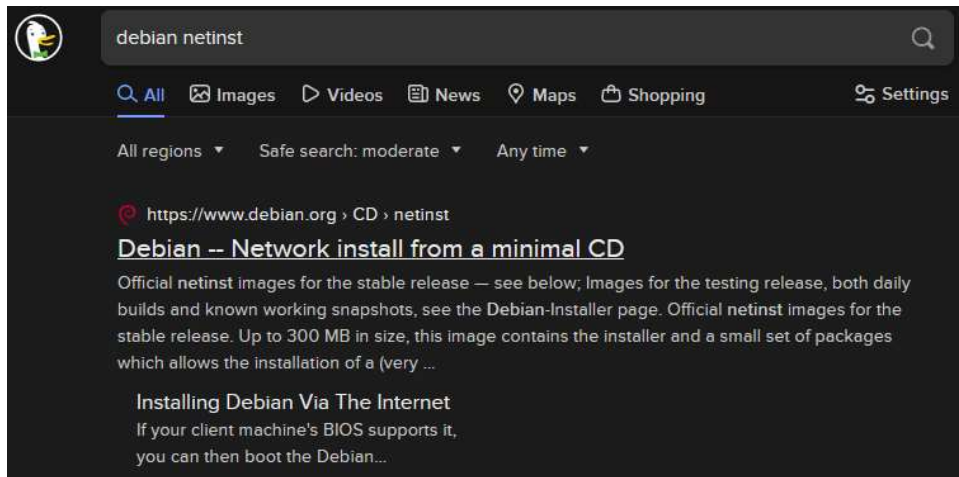 debian netinst
All Images Videos News Maps Shopping Settings
All regions Safe search: moderate Any time
https://www.debian.org › CD › netinst
Debian -- Network install from a minimal CD
Official netinst images for the stable release — see below; Images for the testing release, both daily
builds and known working snapshots, see the Debian-Installer page. Official netinst images for the
stable release. Up to 300 MB in size, this image contains the installer and a small set of packages
which allows the installation of a (very ...
Installing Debian Via The Internet
If your client machine's BIOS supports it,
you can then boot the Debian...